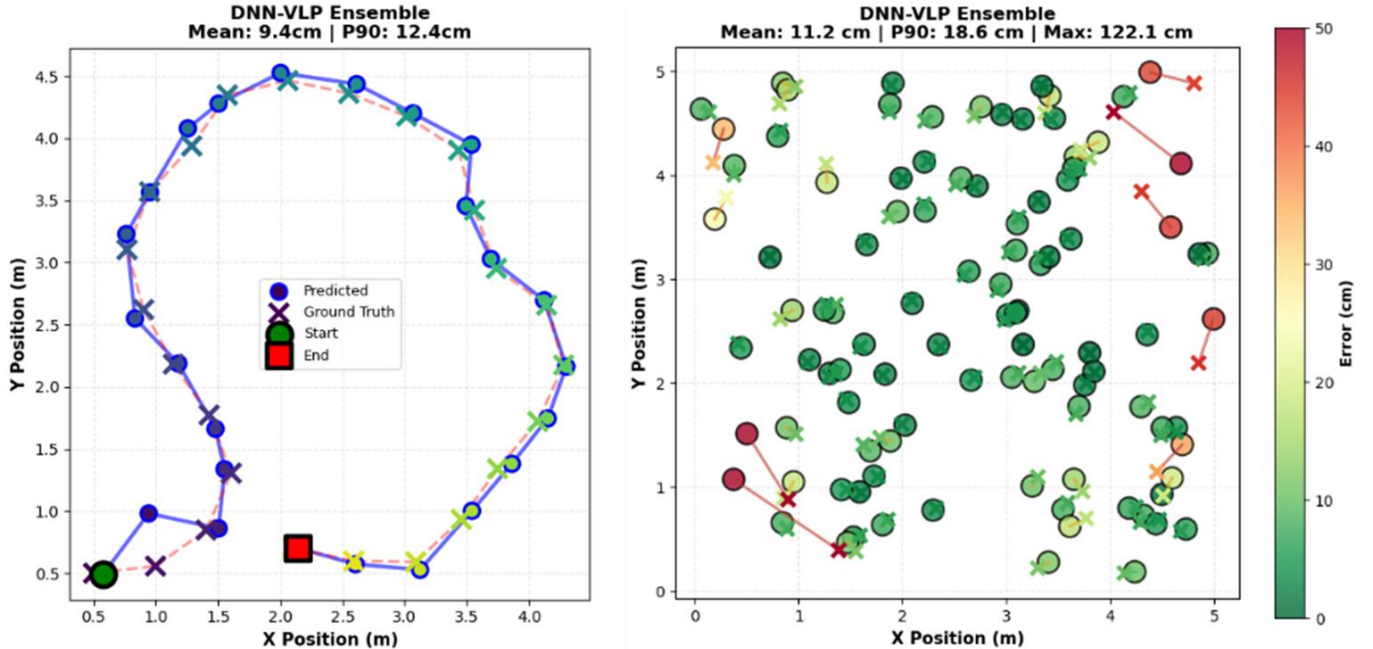 DNN-VLP Ensemble
Mean: 9.4cm | P90: 12.4cm
4.5
4.0
3.5
3.0
2.5
2.0
1.5
1.0
0.5
Y Position (m)
Predicted
Ground Truth
Start
End
0.5 1.0 1.5 2.0 2.5 3.0 3.5 4.0
X Position (m)
DNN-VLP Ensemble
Mean: 11.2 cm | P90: 18.6 cm | Max: 122.1 cm
5
4
3
2
1
0
Y Position (m)
0 1 2 3 4 5
X Position (m)
50
40
30
20
10
0
Error (cm)